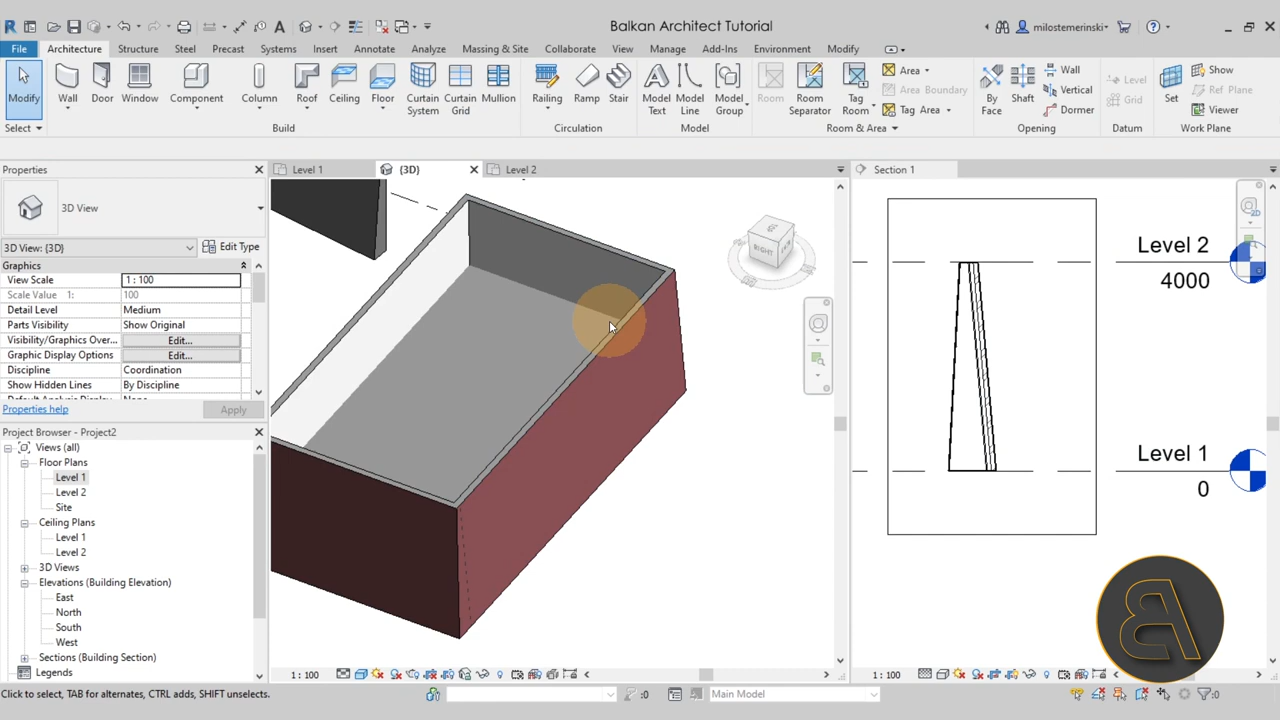 Balkan Architect Tutorial
milostemerinski
File Architecture Structure Steel Precast Systems Insert Annotate Analyze Massing & Site Collaborate View Manage Add-Ins Environment Modify
Modify Wall Door Window Component Column Roof Ceiling Floor Curtain System Curtain Grid Mullion Railing Ramp Stair Model Text Model Line Model Group Room Room Separator Tag Room Area Area Boundary Tag Area By Face Shaft Wall Vertical Dormer Level Grid Set Show Ref Plane Viewer
Select Build Circulation Model Room & Area Opening Datum Work Plane
Properties
Level 1 {3D} Level 2 Section 1
3D View
3D View: {3D} Edit Type
Graphics
View Scale 1 : 100
Scale Value 1: 100
Detail Level Medium
Parts Visibility Show Original
Visibility/Graphics Over... Edit...
Graphic Display Options Edit...
Discipline Coordination
Show Hidden Lines By Discipline
Properties help Apply
Project Browser - Project2
Views (all)
Floor Plans
Level 1
Level 2
Site
Ceiling Plans
Level 1
Level 2
3D Views
Elevations (Building Elevation)
East
North
South
West
Sections (Building Section)
Legends
RIGHT
Level 2
4000
Level 1
0
1 : 100
1 : 100
Click to select, TAB for alternates, CTRL adds, SHIFT unselects.
:0 Main Model :0